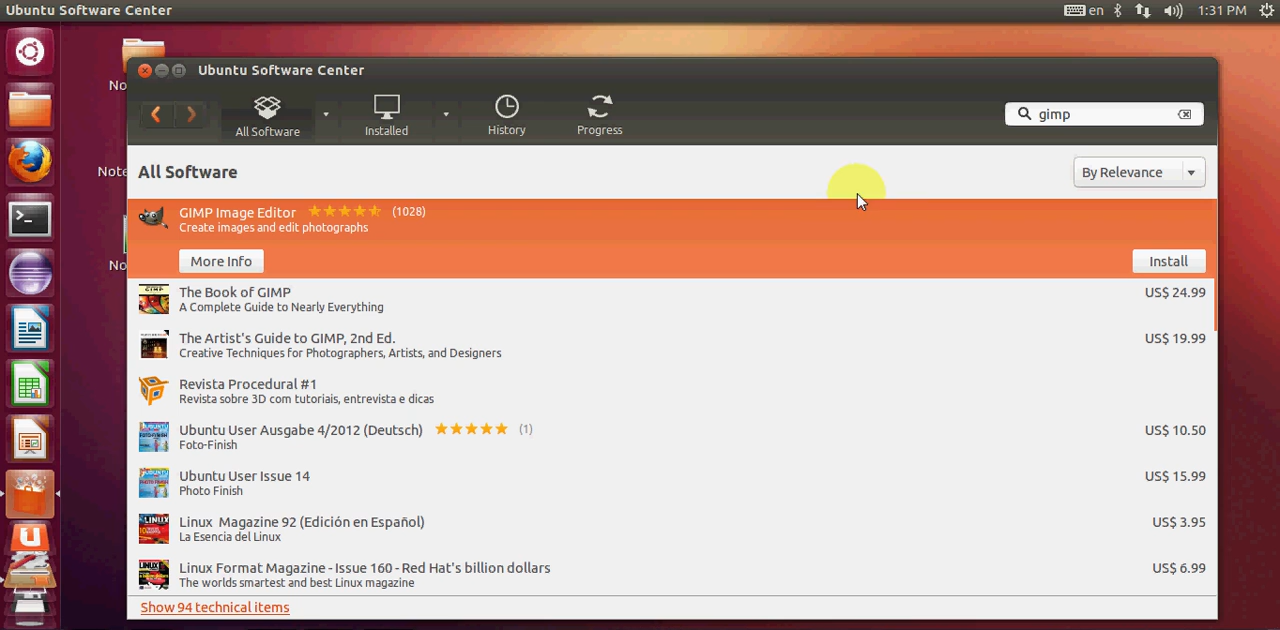 Ubuntu Software Center
en
1:31 PM
No
Note
No
Ubuntu Software Center
All Software
Installed
History
Progress
gimp
All Software
By Relevance
GIMP Image Editor (1028)
Create images and edit photographs
More Info
Install
The Book of GIMP US$ 24.99
A Complete Guide to Nearly Everything
The Artist's Guide to GIMP, 2nd Ed. US$ 19.99
Creative Techniques for Photographers, Artists, and Designers
Revista Procedural #1
Revista sobre 3D com tutoriais, entrevista e dicas
Ubuntu User Ausgabe 4/2012 (Deutsch) (1) US$ 10.50
Foto-Finish
Ubuntu User Issue 14 US$ 15.99
Photo Finish
Linux Magazine 92 (Edición en Español) US$ 3.95
La Esencia del Linux
Linux Format Magazine - Issue 160 - Red Hat's billion dollars US$ 6.99
The worlds smartest and best Linux magazine
Show 94 technical items